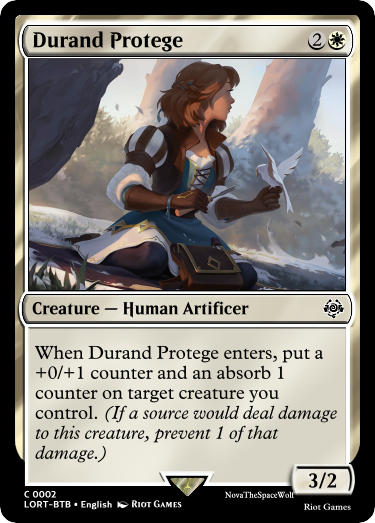 Durand Protege 2
Creature — Human Artificer
When Durand Protege enters, put a
+0/+1 counter and an absorb 1
counter on target creature you
control. (If a source would deal damage
to this creature, prevent 1 of that
damage.)
3/2
C 0002
LORT-BTB • English Riot Games
NovaTheSpaceWolf
Riot Games